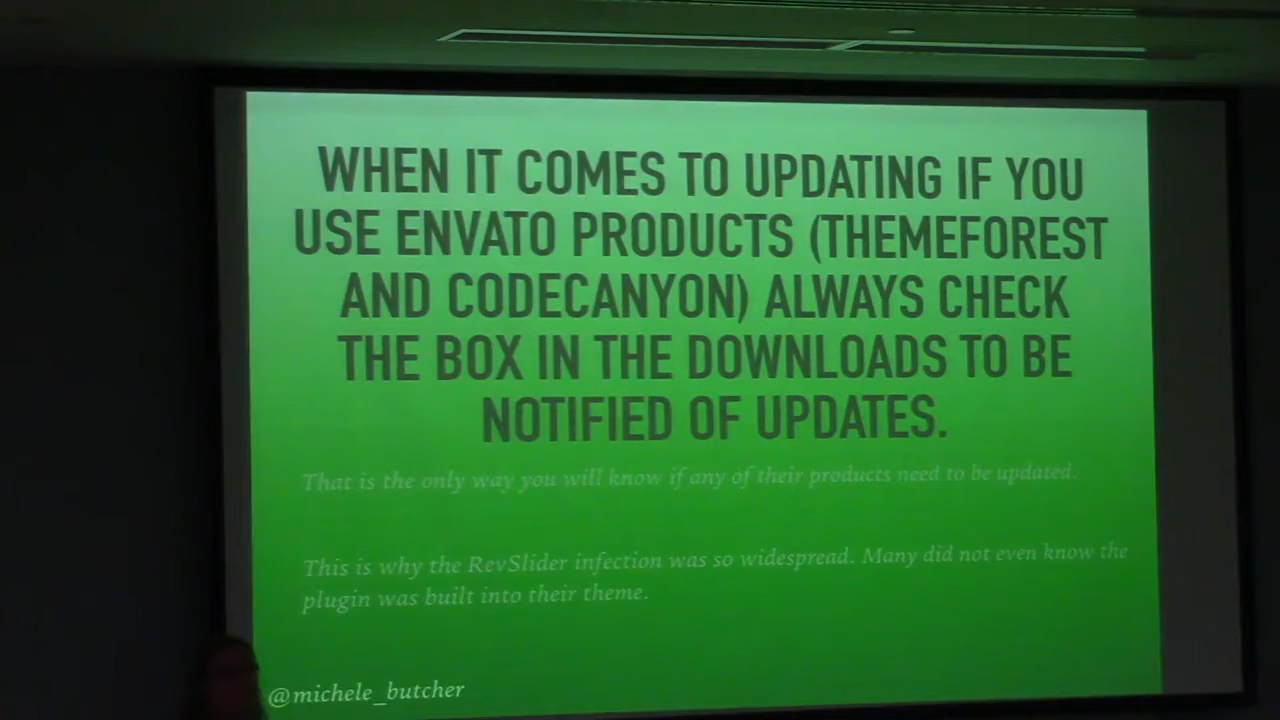 WHEN IT COMES TO UPDATING IF YOU
USE ENVATO PRODUCTS (THEMEFOREST
AND CODECANYON) ALWAYS CHECK
THE BOX IN THE DOWNLOADS TO BE
NOTIFIED OF UPDATES.
That is the only way you will know if any of their products need to be updated.
This is why the RevSlider infection was so widespread. Many did not even know the
plugin was built into their theme.
@michele_butcher